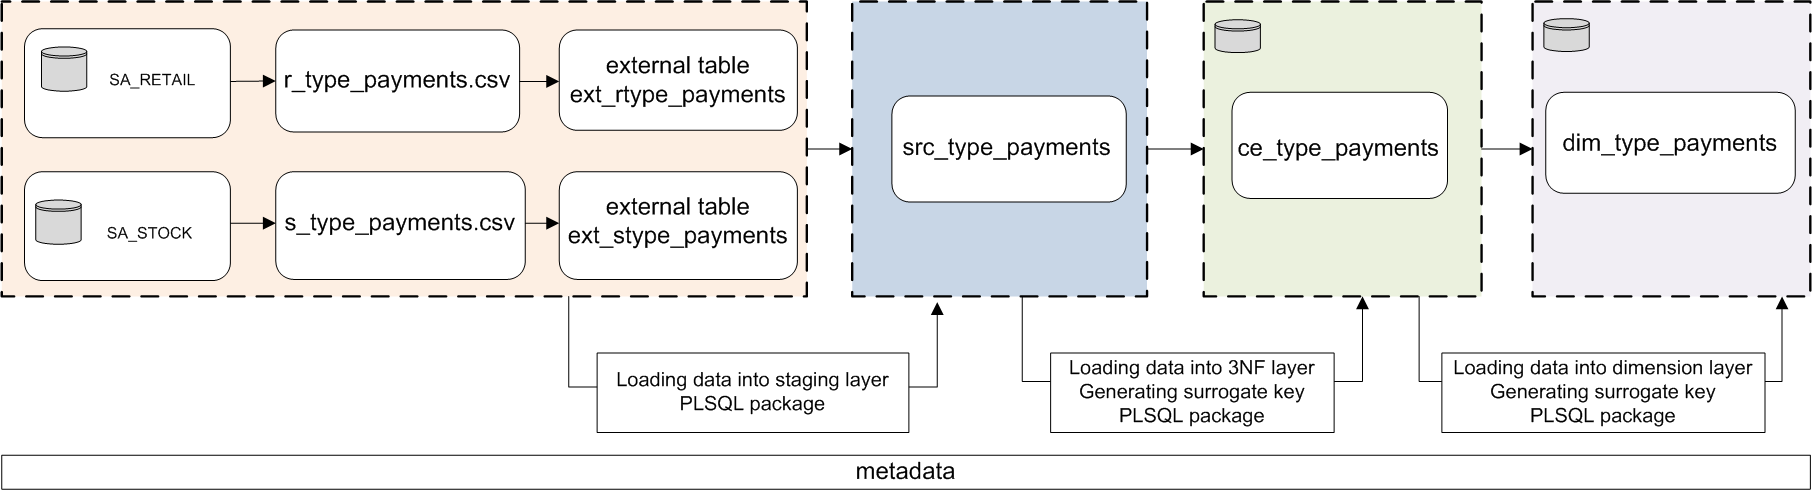 SA_RETAIL
r_type_payments.csv
external table
ext_rtype_payments
SA_STOCK
s_type_payments.csv
external table
ext_stype_payments
src_type_payments
ce_type_payments
dim_type_payments
Loading data into staging layer
PLSQL package
Loading data into 3NF layer
Generating surrogate key
PLSQL package
Loading data into dimension layer
Generating surrogate key
PLSQL package
metadata